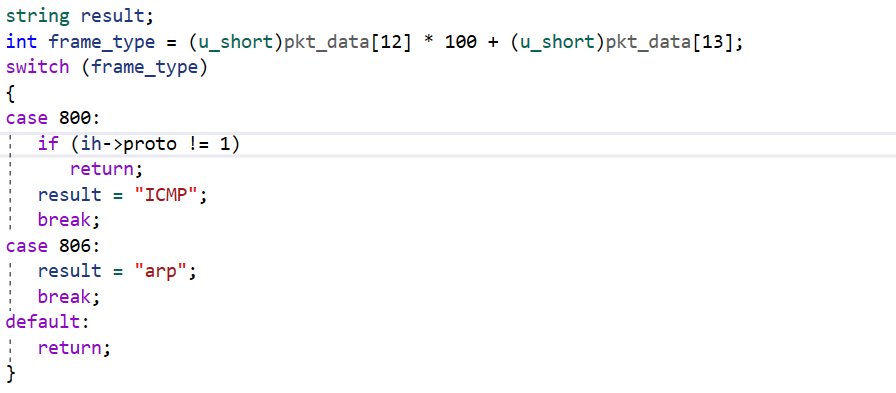 string result;
int frame_type = (u_short)pkt_data[12] * 100 + (u_short)pkt_data[13];
switch (frame_type)
{
case 800:
if (ih->proto != 1)
return;
result = "ICMP";
break;
case 806:
result = "arp";
break;
default:
return;
}